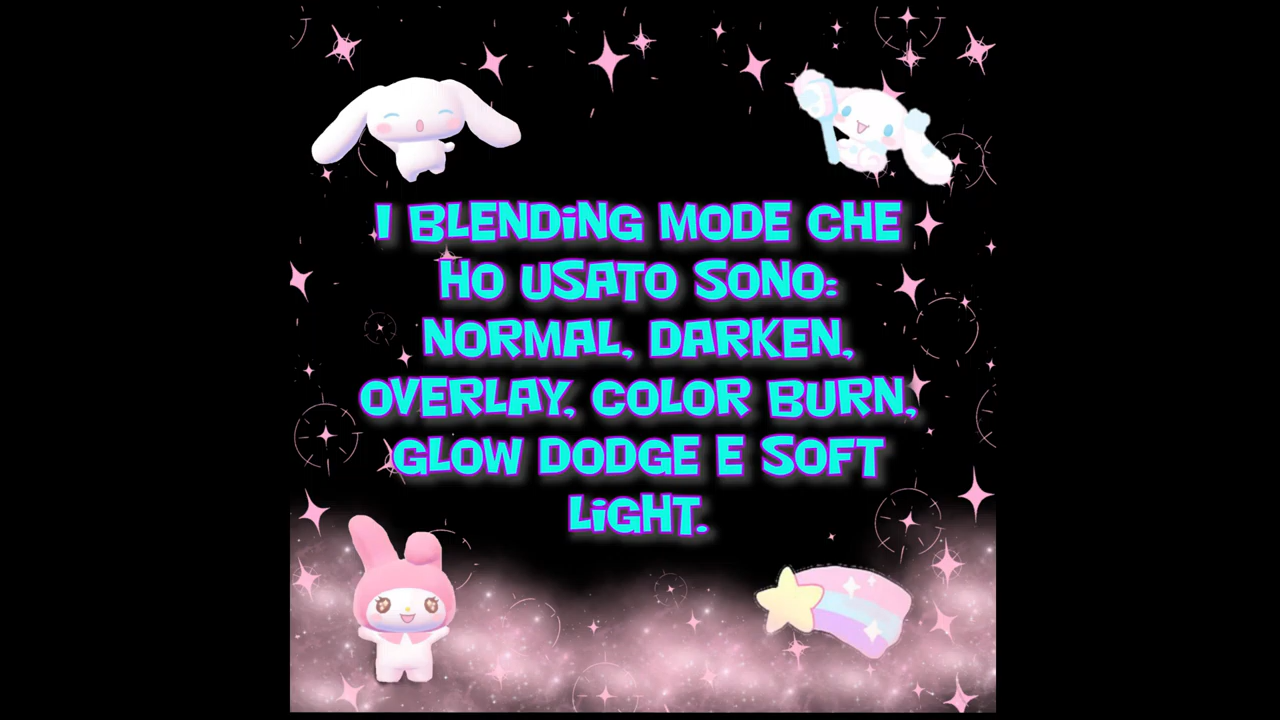 I BLENDiNG MODE CHE
HO USATO SONO:
NORMAL, DARKEN,
OVERLAY, COLOR BURN,
GLOW DODGE E SOFT
LiGHT.